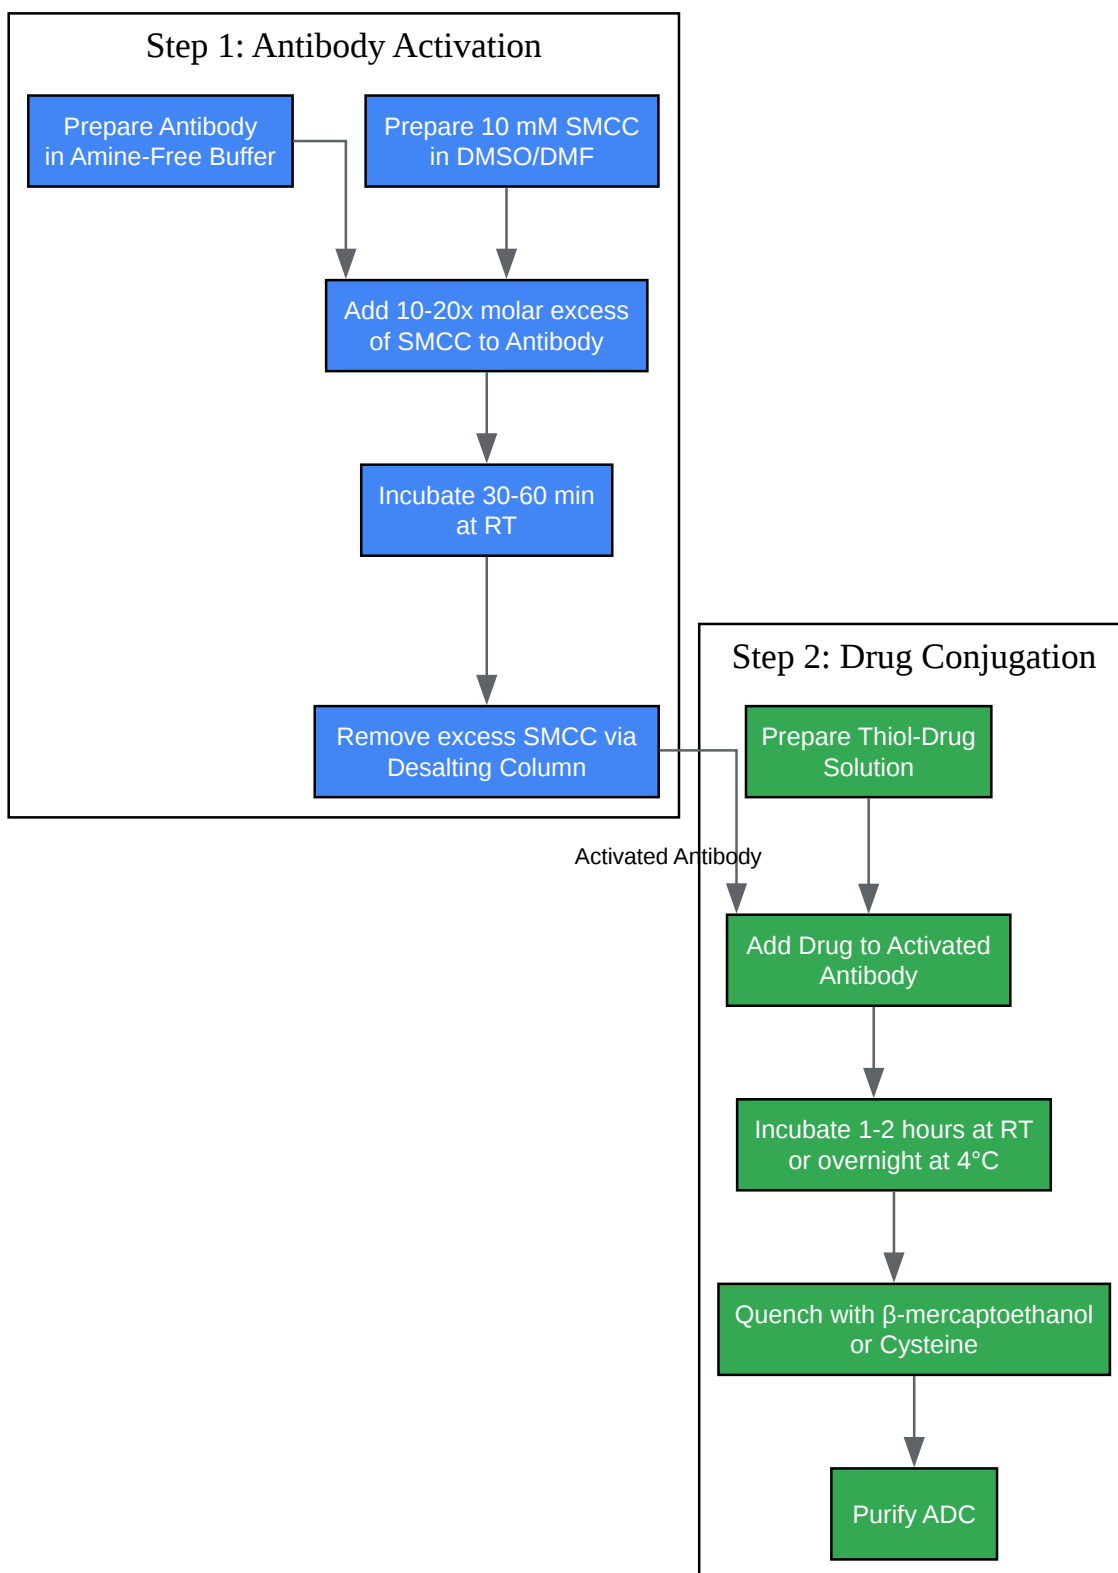 Step 1: Antibody Activation
Prepare Antibody
in Amine-Free Buffer
Prepare 10 mM SMCC
in DMSO/DMF
Add 10-20x molar excess
of SMCC to Antibody
Incubate 30-60 min
at RT
Remove excess SMCC via
Desalting Column
Activated Antibody
Step 2: Drug Conjugation
Prepare Thiol-Drug
Solution
Add Drug to Activated
Antibody
Incubate 1-2 hours at RT
or overnight at 4°C
Quench with β-mercaptoethanol
or Cysteine
Purify ADC